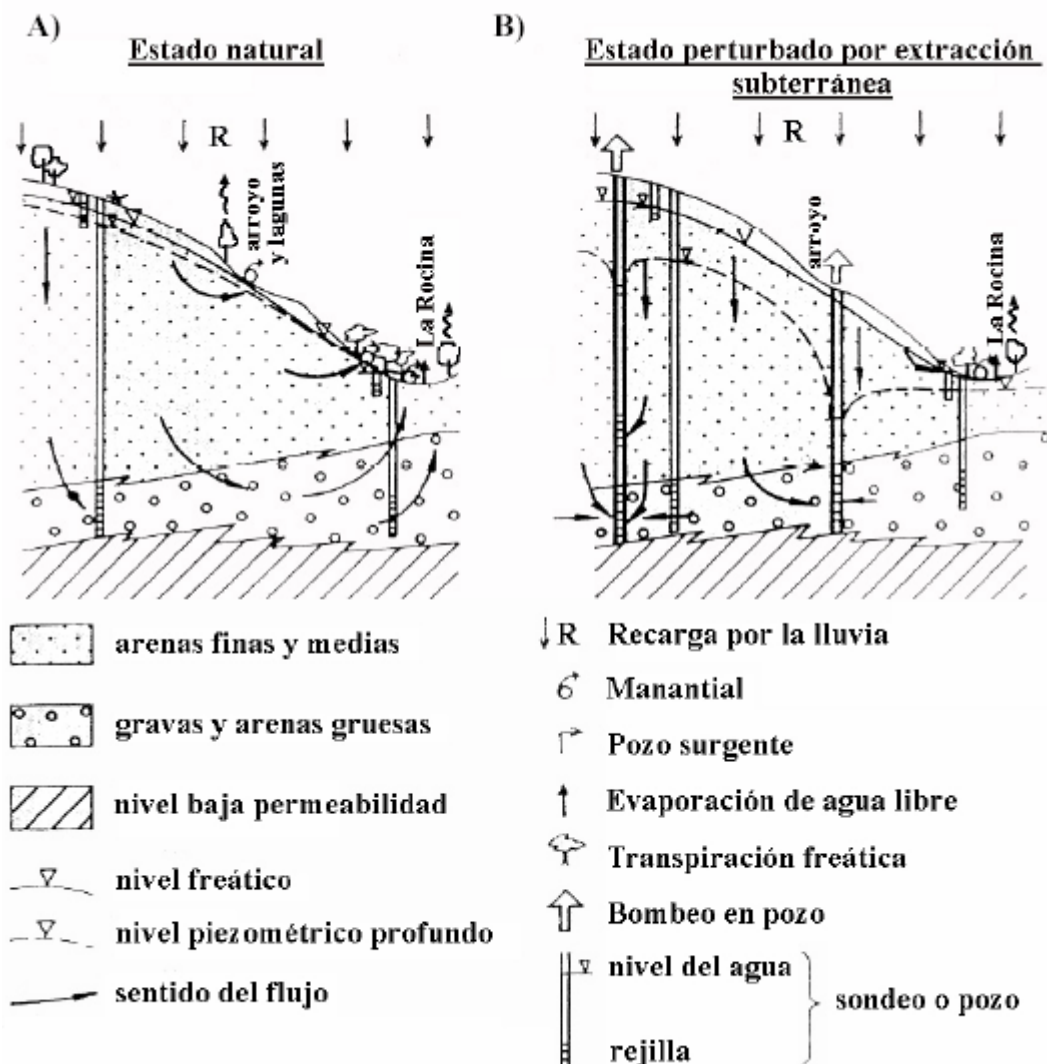 A)
Estado natural
R
arroyo
y lagunas
La Rocina
B)
Estado perturbado por extracción
subterránea
R
arroyo
La Rocina
arenas finas y medias
gravas y arenas gruesas
nivel baja permeabilidad
nivel freático
nivel piezométrico profundo
sentido del flujo
R Recarga por la lluvia
Manantial
Pozo surgente
Evaporación de agua libre
Transpiración freática
Bombeo en pozo
nivel del agua
sondeo o pozo
rejilla